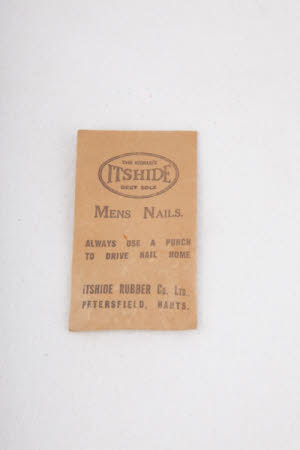 THE WORLD'S
ITSHIDE
BEST SOLE
MENS NAILS.
ALWAYS USE A PUNCH
TO DRIVE NAIL HOME
ITSHIDE RUBBER Co. LTD.
PETERSFIELD, HANTS.